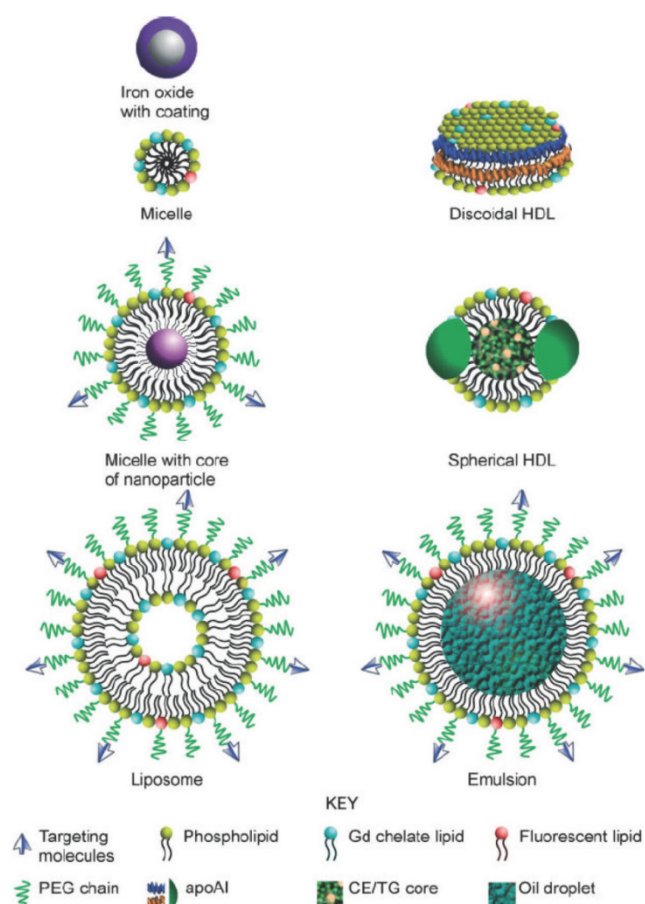 Iron oxide
with coating
Micelle
Discoidal HDL
Micelle with core
of nanoparticle
Spherical HDL
Liposome
Emulsion
KEY
Targeting
molecules
Phospholipid
Gd chelate lipid
Fluorescent lipid
PEG chain
apoAI
CE/TG core
Oil droplet